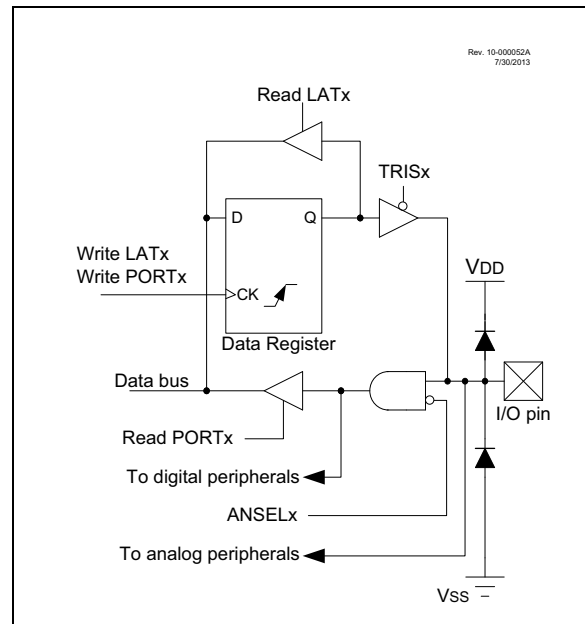 Rev. 10-000052A
7/30/2013
Read LATx
TRISx
D
Q
Write LATx
Write PORTx
CK
VDD
Data Register
Data bus
I/O pin
Read PORTx
To digital peripherals
ANSELx
To analog peripherals
VSS